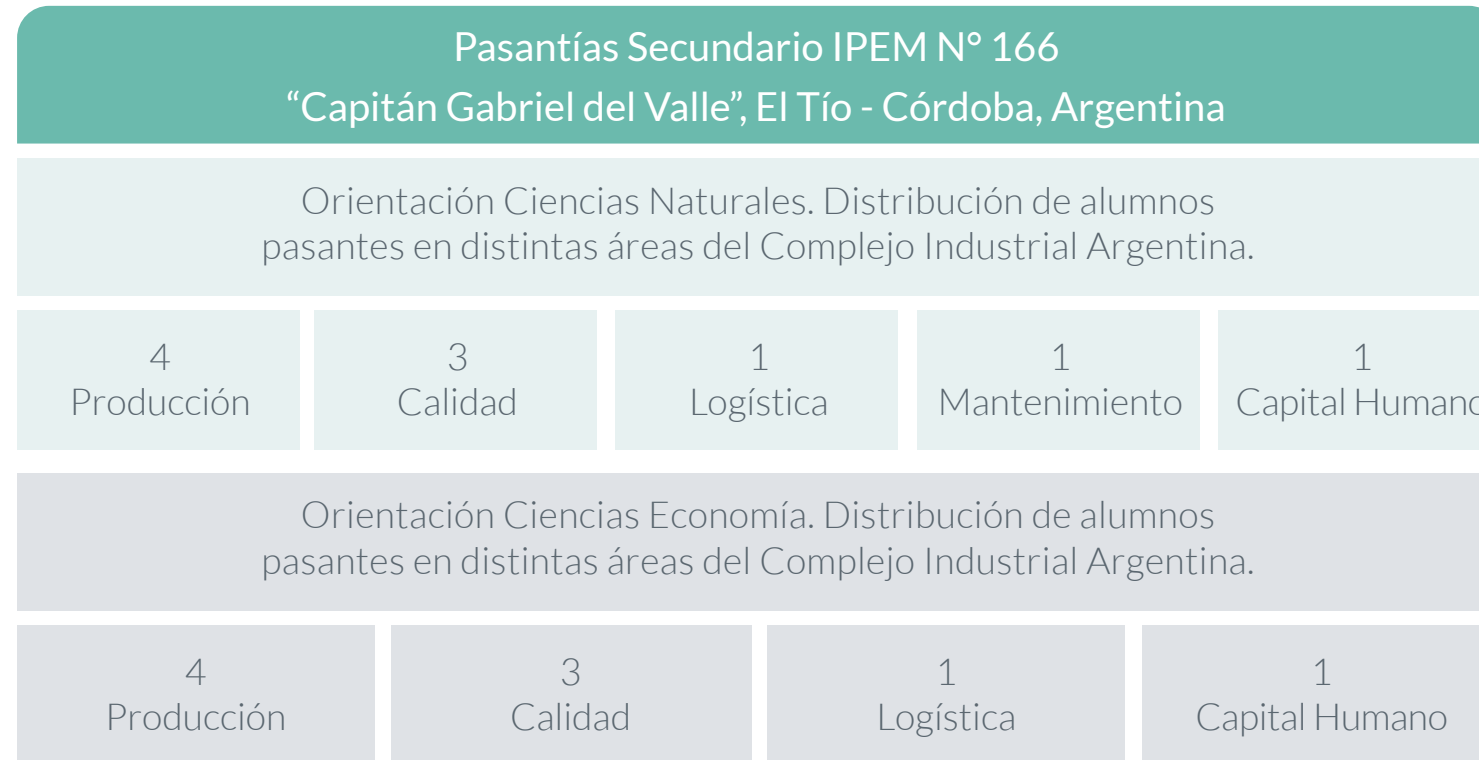 Pasantías Secundario IPEM N° 166
“Capitán Gabriel del Valle”, El Tío - Córdoba, Argentina
Orientación Ciencias Naturales. Distribución de alumnos
pasantes en distintas áreas del Complejo Industrial Argentina.
4
Producción
3
Calidad
1
Logística
1
Mantenimiento
1
Capital Humano
Orientación Ciencias Economía. Distribución de alumnos
pasantes en distintas áreas del Complejo Industrial Argentina.
4
Producción
3
Calidad
1
Logística
1
Capital Humano